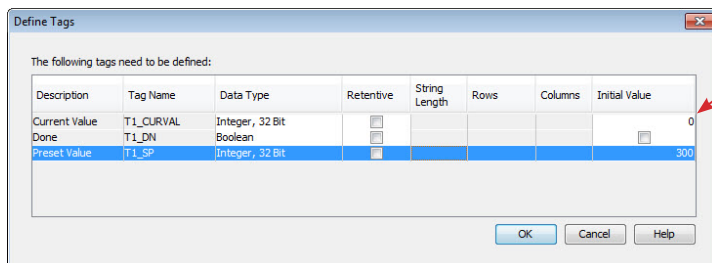 Define Tags
The following tags need to be defined:
Description Tag Name Data Type Retentive String Length Rows Columns Initial Value
Current Value T1_CURVAL Integer, 32 Bit 0
Done T1_DN Boolean
Preset Value T1_SP Integer, 32 Bit 300
OK Cancel Help